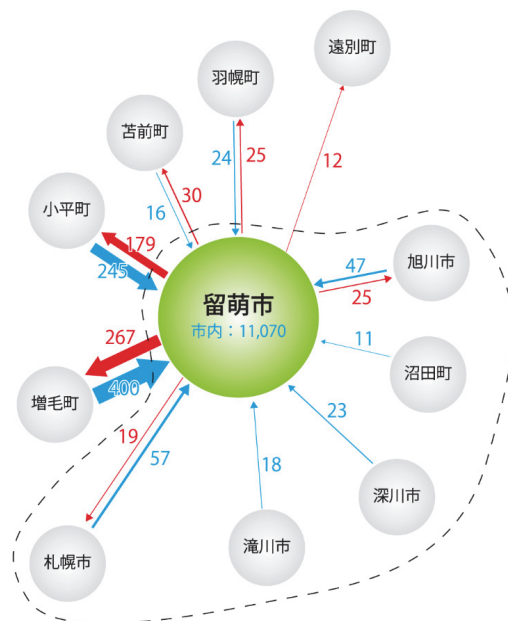 遠別町
羽幌町
苫前町
24
25
12
30
16
小平町
179
245
47
旭川市
25
留萌市
市内：11,070
267
11
沼田町
400
増毛町
19
57
23
18
深川市
滝川市
札幌市